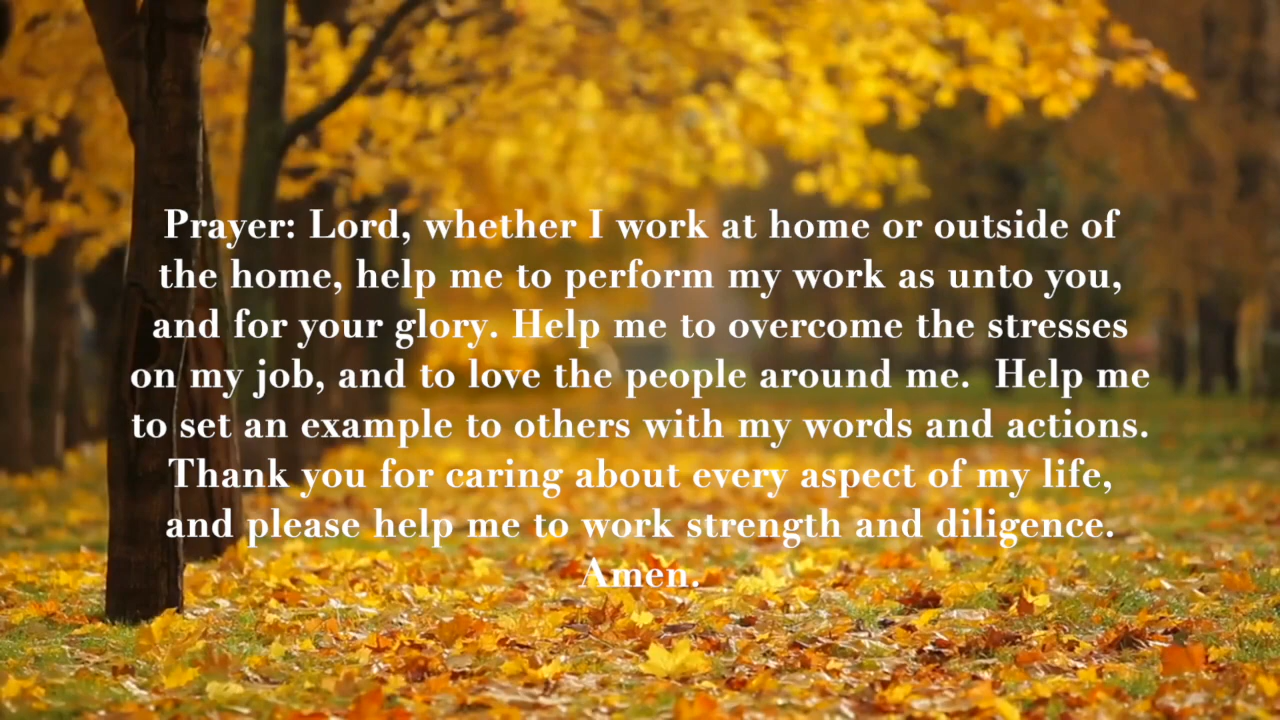 Prayer: Lord, whether I work at home or outside of
the home, help me to perform my work as unto you,
and for your glory. Help me to overcome the stresses
on my job, and to love the people around me.  Help me
to set an example to others with my words and actions.
Thank you for caring about every aspect of my life,
and please help me to work strength and diligence.
Amen.